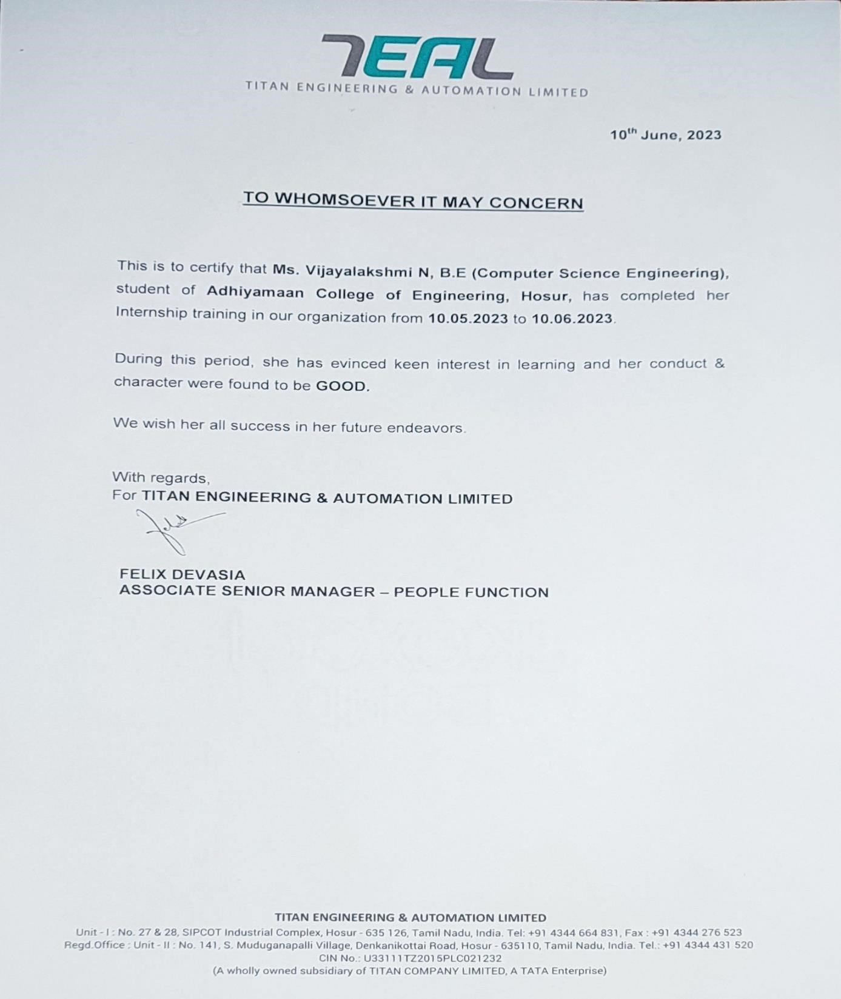 TEAL
TITAN ENGINEERING & AUTOMATION LIMITED
10th June, 2023
TO WHOMSOEVER IT MAY CONCERN
This is to certify that Ms. Vijayalakshmi N, B.E (Computer Science Engineering),
student of Adhiyamaan College of Engineering, Hosur, has completed her
Internship training in our organization from 10.05.2023 to 10.06.2023.
During this period, she has evinced keen interest in learning and her conduct &
character were found to be GOOD.
We wish her all success in her future endeavors.
With regards,
For TITAN ENGINEERING & AUTOMATION LIMITED
FELIX DEVASIA
ASSOCIATE SENIOR MANAGER – PEOPLE FUNCTION
TITAN ENGINEERING & AUTOMATION LIMITED
Unit - I : No. 27 & 28, SIPCOT Industrial Complex, Hosur - 635 126, Tamil Nadu, India. Tel: +91 4344 664 831, Fax : +91 4344 276 523
Regd.Office : Unit - II : No. 141, S. Muduganapalli Village, Denkanikottai Road, Hosur - 635110, Tamil Nadu, India. Tel.: +91 4344 431 520
CIN No.: U33111TZ2015PLC021232
(A wholly owned subsidiary of TITAN COMPANY LIMITED, A TATA Enterprise)